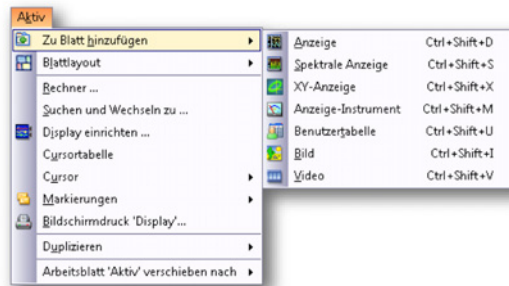 Aktiv
Zu Blatt hinzufügen
Blattlayout
Rechner ...
Suchen und Wechseln zu ...
Display einrichten ...
Cursortabelle
Cursor
Markierungen
Bildschirmdruck 'Display'...
Duplizieren
Arbeitsblatt 'Aktiv' verschieben nach
Anzeige Ctrl+Shift+D
Spektrale Anzeige Ctrl+Shift+S
XY-Anzeige Ctrl+Shift+X
Anzeige-Instrument Ctrl+Shift+M
Benutzertabelle Ctrl+Shift+U
Bild Ctrl+Shift+I
Video Ctrl+Shift+V